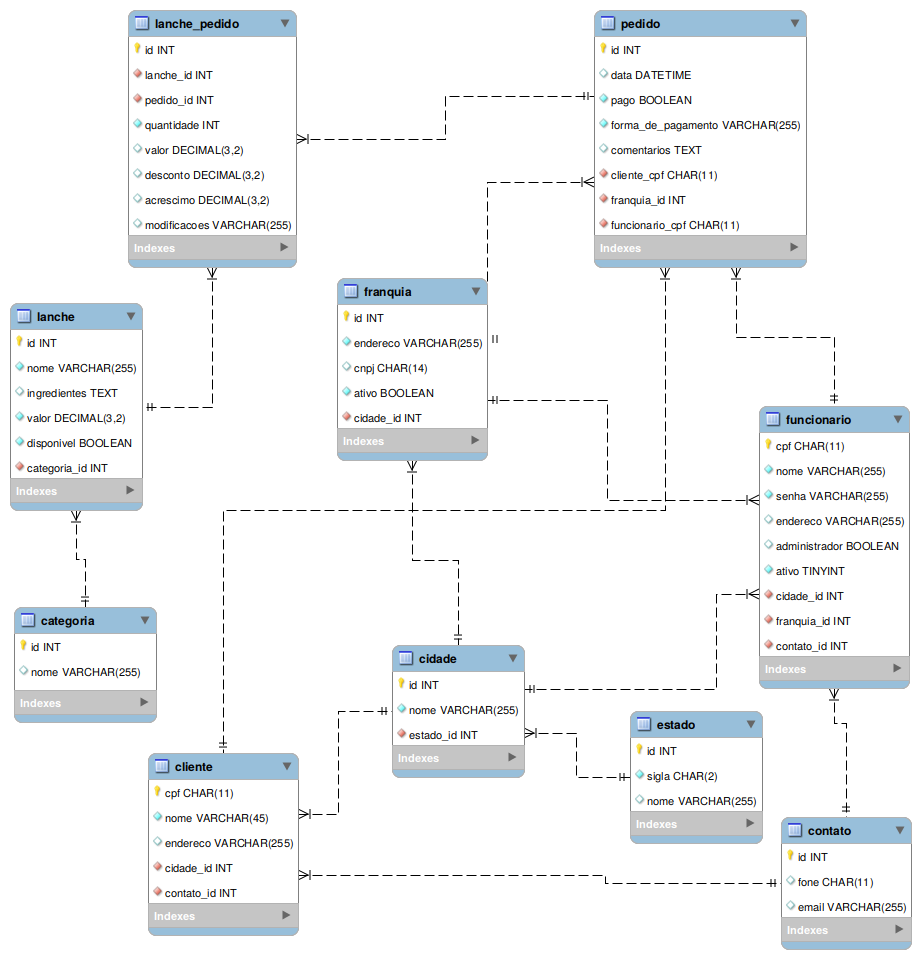 lanche_pedido
id INT
lanche_id INT
pedido_id INT
quantidade INT
valor DECIMAL(3,2)
desconto DECIMAL(3,2)
acrescimo DECIMAL(3,2)
modificacoes VARCHAR(255)
Indexes
pedido
id INT
data DATETIME
pago BOOLEAN
forma_de_pagamento VARCHAR(255)
comentarios TEXT
cliente_cpf CHAR(11)
franquia_id INT
funcionario_cpf CHAR(11)
Indexes
franquia
id INT
endereco VARCHAR(255)
cnpj CHAR(14)
ativo BOOLEAN
cidade_id INT
Indexes
lanche
id INT
nome VARCHAR(255)
ingredientes TEXT
valor DECIMAL(3,2)
disponivel BOOLEAN
categoria_id INT
Indexes
funcionario
cpf CHAR(11)
nome VARCHAR(255)
senha VARCHAR(255)
endereco VARCHAR(255)
administrador BOOLEAN
ativo TINYINT
cidade_id INT
franquia_id INT
contato_id INT
Indexes
categoria
id INT
nome VARCHAR(255)
Indexes
cidade
id INT
nome VARCHAR(255)
estado_id INT
Indexes
estado
id INT
sigla CHAR(2)
nome VARCHAR(255)
Indexes
cliente
cpf CHAR(11)
nome VARCHAR(45)
endereco VARCHAR(255)
cidade_id INT
contato_id INT
Indexes
contato
id INT
fone CHAR(11)
email VARCHAR(255)
Indexes